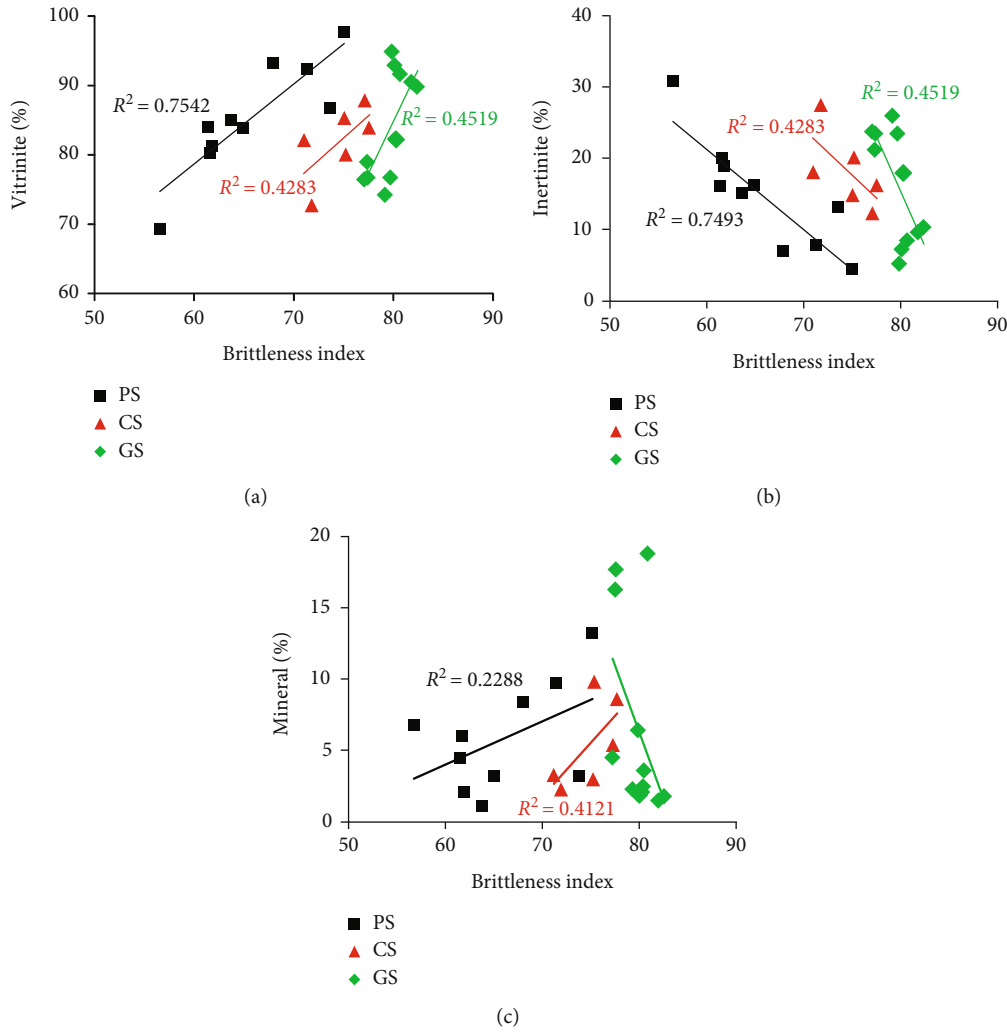 100
90
80
70
60
Vitrinite (%)
R² = 0.7542
R² = 0.4283
R² = 0.4519
50 60 70 80 90
Brittleness index
PS
CS
GS
(a)
40
30
20
10
0
Inertinite (%)
R² = 0.4519
R² = 0.4283
R² = 0.7493
50 60 70 80 90
Brittleness index
PS
CS
GS
(b)
20
15
10
5
0
Mineral (%)
R² = 0.2288
R² = 0.4121
50 60 70 80 90
Brittleness index
PS
CS
GS
(c)